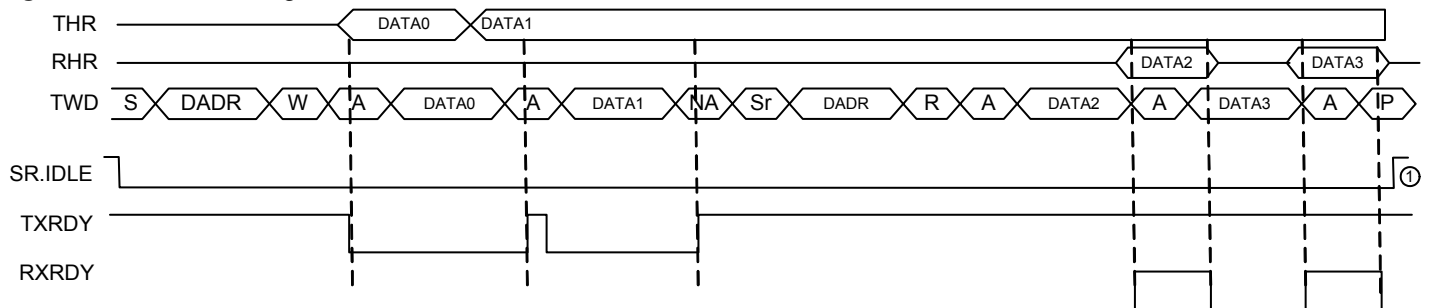 THR DATA0 DATA1
RHR DATA2 DATA3
TWD S DADR W A DATA0 A DATA1 NA Sr DADR R A DATA2 A DATA3 A P
SR.IDLE 1
TXRDY
RXRDY